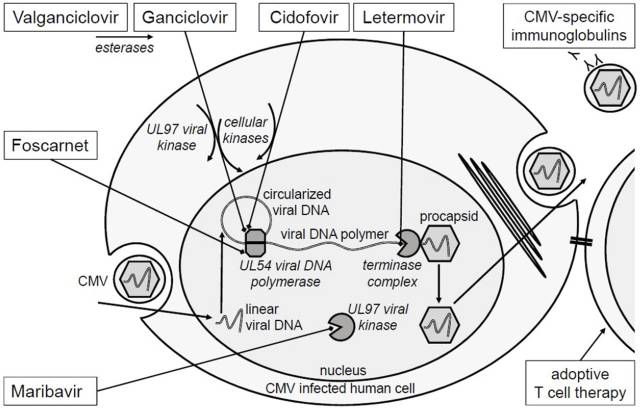 Valganciclovir
Ganciclovir
Cidofovir
Letermovir
CMV-specific
immunoglobulins
esterases
UL97 viral
kinase
cellular
kinases
Foscarnet
circularized
viral DNA
viral DNA polymer
procapsid
UL54 viral DNA
polymerase
terminase
complex
CMV
linear
viral DNA
UL97 viral
kinase
nucleus
CMV infected human cell
Maribavir
adoptive
T cell therapy